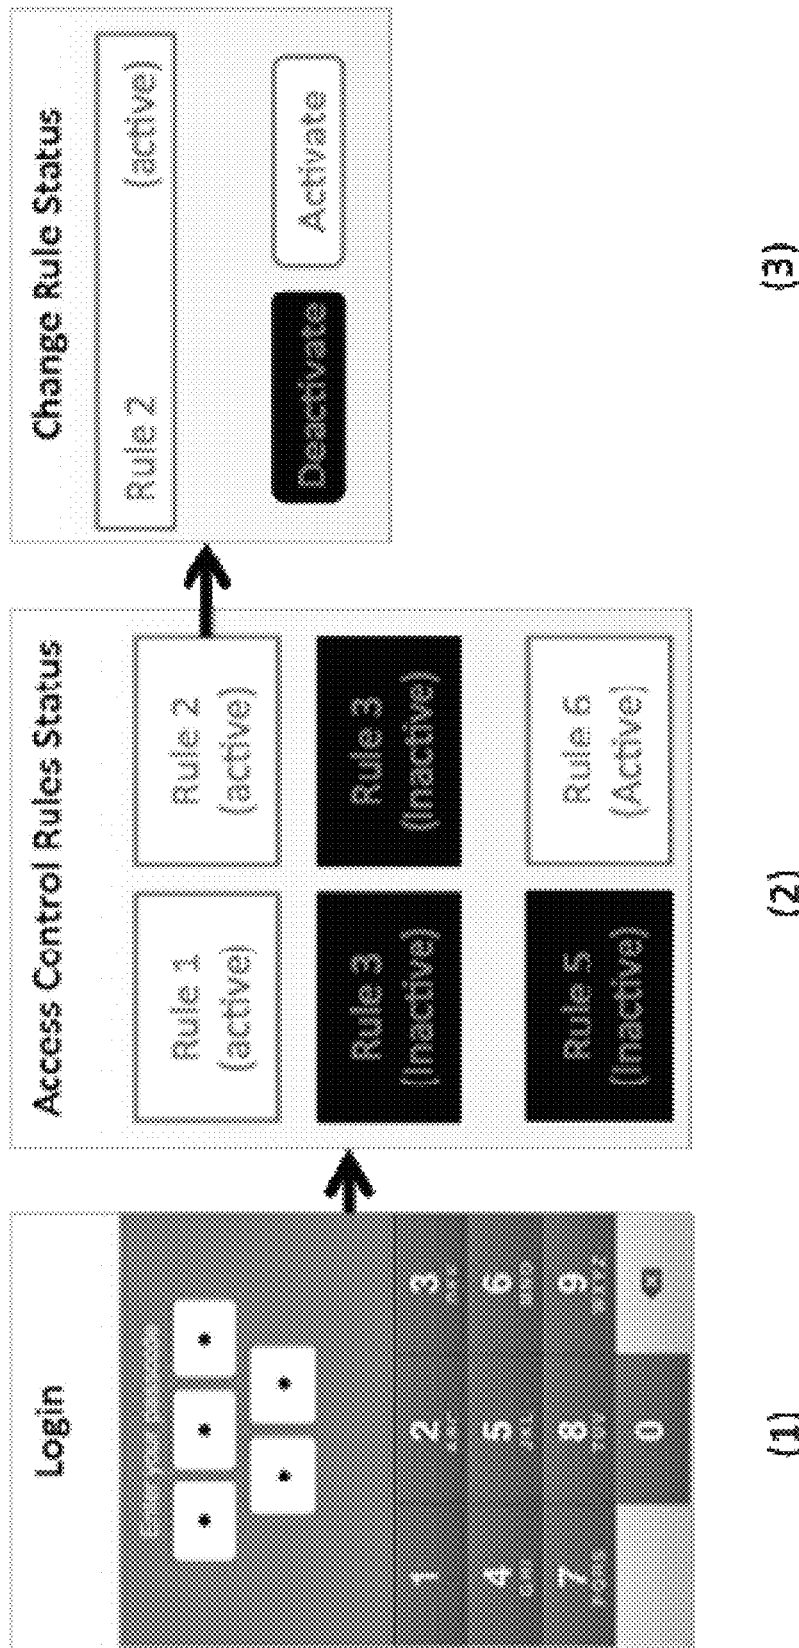 Login
1 2 3
4 5 6
7 8 9
0
(1)
Access Control Rules Status
Rule 1
(active)
Rule 2
(active)
Rule 3
(Inactive)
Rule 3
(Inactive)
Rule 5
(Inactive)
Rule 6
(Active)
(2)
Change Rule Status
Rule 2 (active)
Deactivate
Activate
(3)